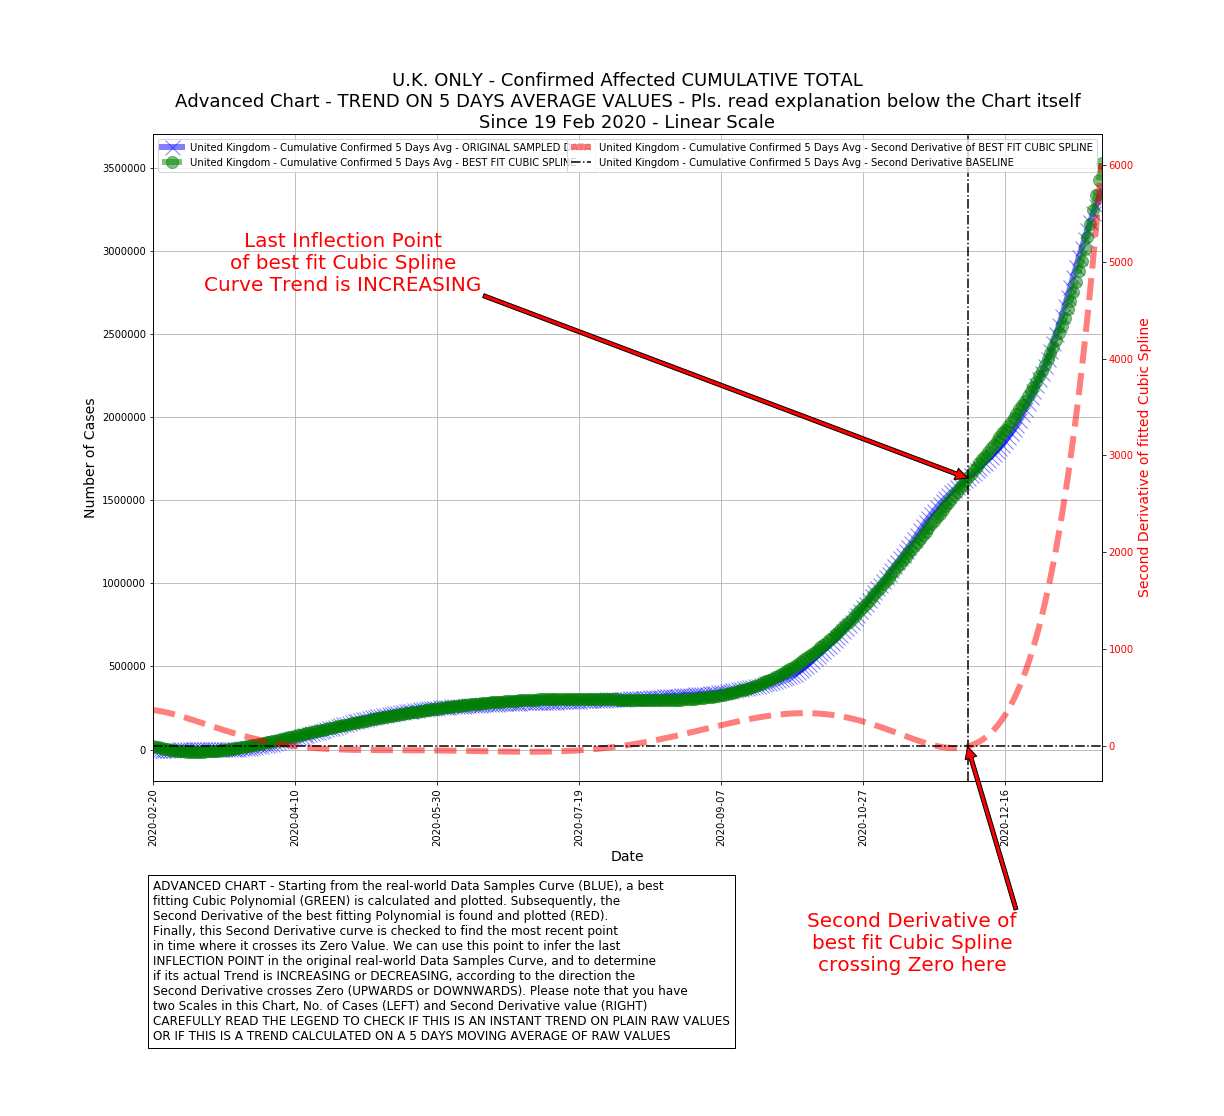 U.K. ONLY - Confirmed Affected CUMULATIVE TOTAL
Advanced Chart - TREND ON 5 DAYS AVERAGE VALUES - Pls. read explanation below the Chart itself
Since 19 Feb 2020 - Linear Scale
United Kingdom - Cumulative Confirmed 5 Days Avg - ORIGINAL SAMPLED
United Kingdom - Cumulative Confirmed 5 Days Avg - BEST FIT CUBIC
United Kingdom - Cumulative Confirmed 5 Days Avg - Second Derivative of BEST FIT CUBIC SPLINE
United Kingdom - Cumulative Confirmed 5 Days Avg - Second Derivative BASELINE
3500000
3000000
2500000
2000000
1500000
1000000
500000
0
Number of Cases
6000
5000
4000
3000
2000
1000
0
Second Derivative of fitted Cubic Spline
Last Inflection Point
of best fit Cubic Spline
Curve Trend is INCREASING
2020-02-20
2020-04-10
2020-05-30
2020-07-19
2020-09-07
2020-10-27
2020-12-16
Date
Second Derivative of
best fit Cubic Spline
crossing Zero here
ADVANCED CHART - Starting from the real-world Data Samples Curve (BLUE), a best
fitting Cubic Polynomial (GREEN) is calculated and plotted. Subsequently, the
Second Derivative of the best fitting Polynomial is found and plotted (RED).
Finally, this Second Derivative curve is checked to find the most recent point
in time where it crosses its Zero Value. We can use this point to infer the last
INFLECTION POINT in the original real-world Data Samples Curve, and to determine
if its actual Trend is INCREASING or DECREASING, according to the direction the
Second Derivative crosses Zero (UPWARDS or DOWNWARDS). Please note that you have
two Scales in this Chart, No. of Cases (LEFT) and Second Derivative value (RIGHT)
CAREFULLY READ THE LEGEND TO CHECK IF THIS IS AN INSTANT TREND ON PLAIN RAW VALUES
OR IF THIS IS A TREND CALCULATED ON A 5 DAYS MOVING AVERAGE OF RAW VALUES